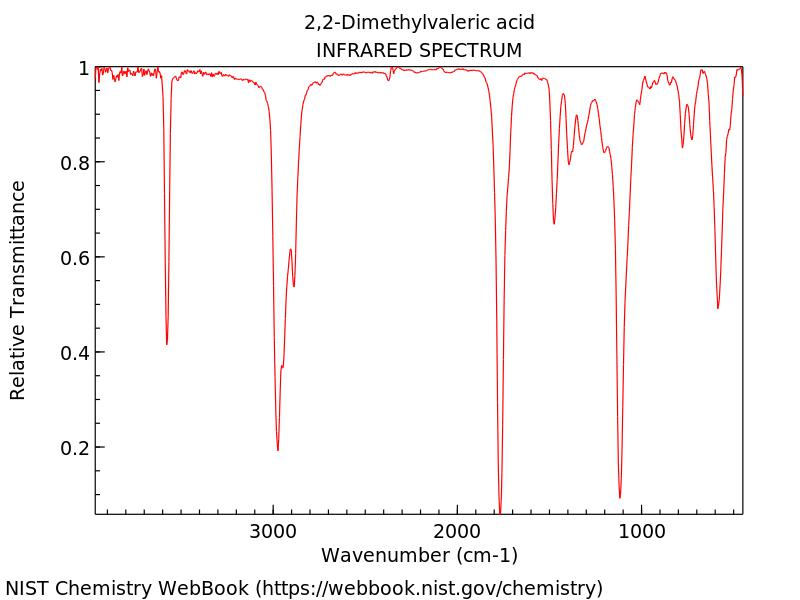 2,2-Dimethylvaleric acid
INFRARED SPECTRUM
1
0.8
0.6
0.4
0.2
Relative Transmittance
3000 2000 1000
Wavenumber (cm-1)
NIST Chemistry WebBook (https://webbook.nist.gov/chemistry)